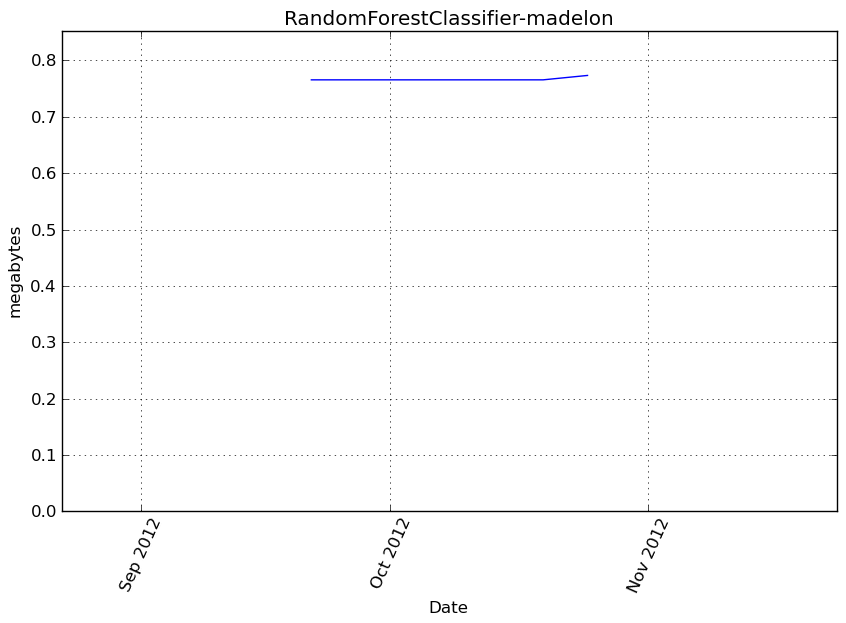 RandomForestClassifier-madelon
0.8
0.7
0.6
0.5
0.4
0.3
0.2
0.1
0.0
megabytes
Sep 2012
Oct 2012
Nov 2012
Date